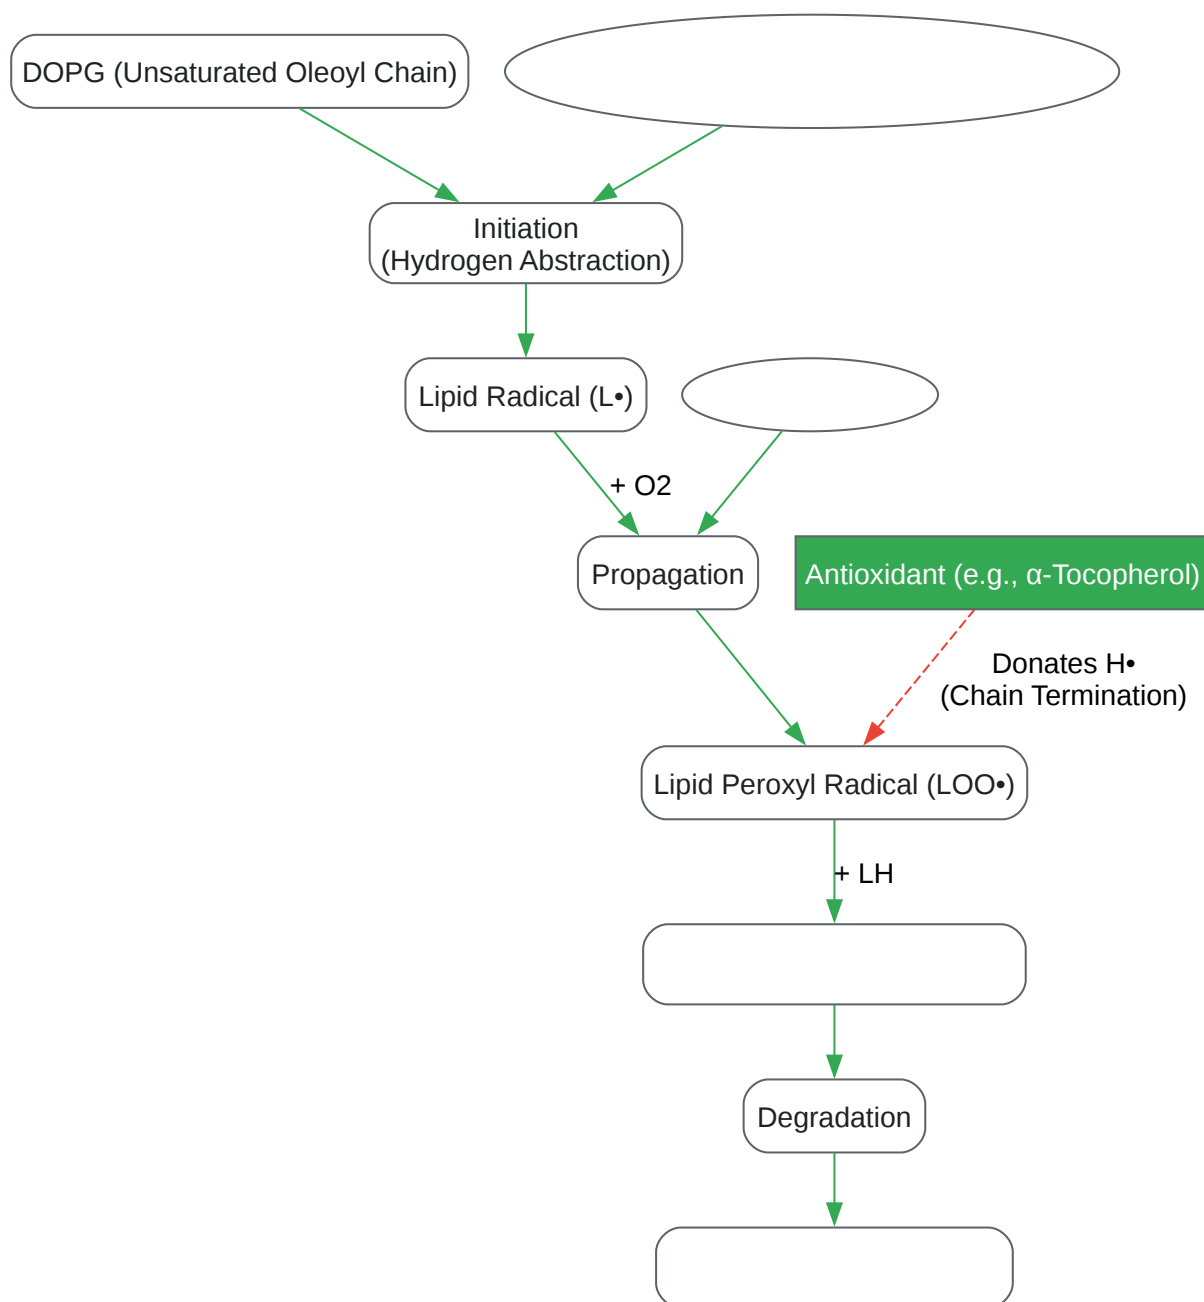 DOPG (Unsaturated Oleoyl Chain)
Initiation
(Hydrogen Abstraction)
Lipid Radical (L•)
+ O2
Propagation
Antioxidant (e.g., α-Tocopherol)
Donates H•
(Chain Termination)
Lipid Peroxyl Radical (LOO•)
+ LH
Degradation